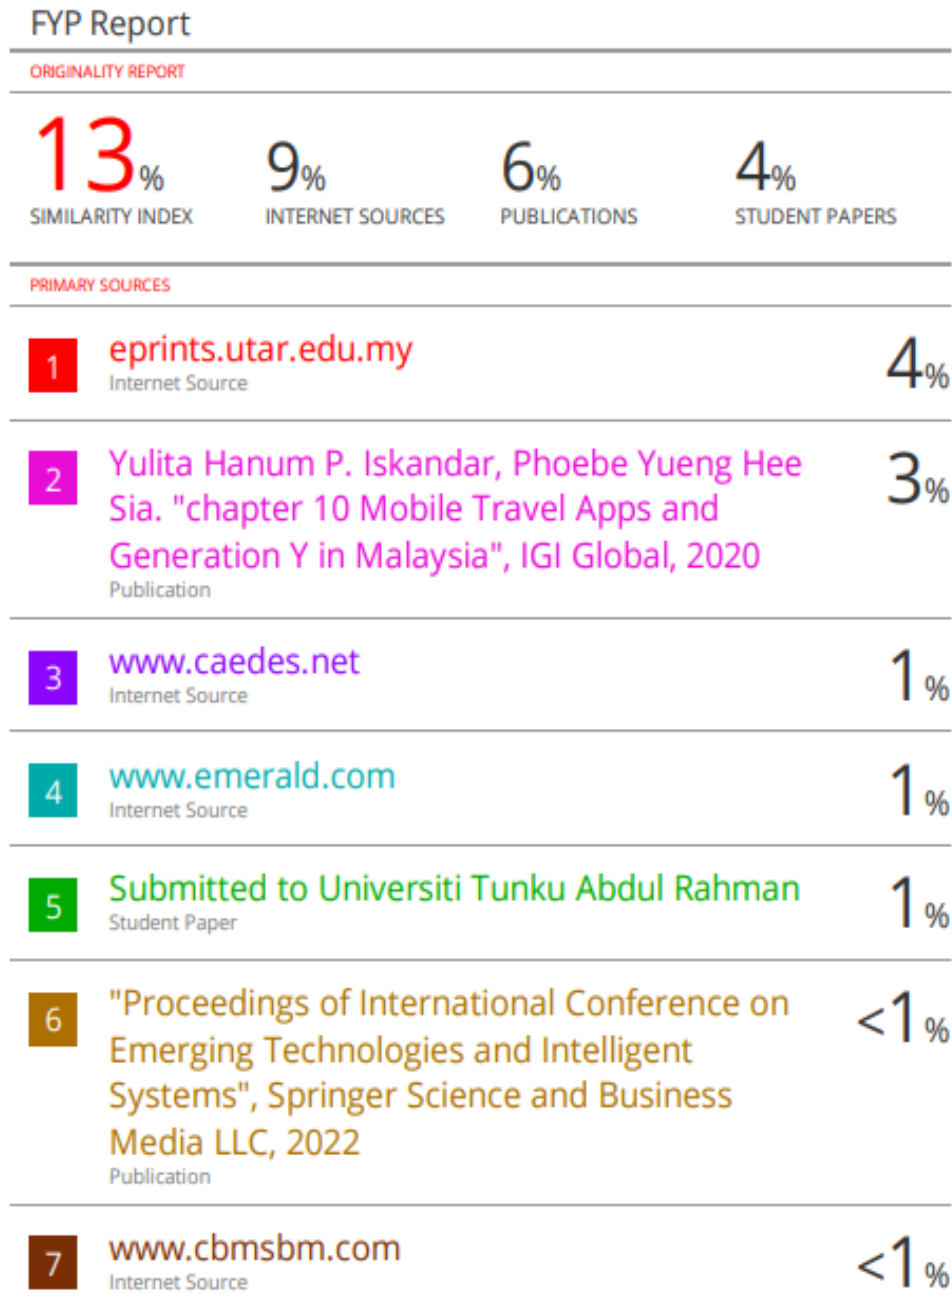 FYP Report
ORIGINALITY REPORT
13% 9% 6% 4%
SIMILARITY INDEX INTERNET SOURCES PUBLICATIONS STUDENT PAPERS
PRIMARY SOURCES
1 eprints.utar.edu.my 4%
Internet Source
2 Yulita Hanum P. Iskandar, Phoebe Yueng Hee 3%
Sia. "chapter 10 Mobile Travel Apps and
Generation Y in Malaysia", IGI Global, 2020
Publication
3 www.caedes.net 1%
Internet Source
4 www.emerald.com 1%
Internet Source
5 Submitted to Universiti Tunku Abdul Rahman 1%
Student Paper
6 "Proceedings of International Conference on <1%
Emerging Technologies and Intelligent
Systems", Springer Science and Business
Media LLC, 2022
Publication
7 www.cbmsbm.com <1%
Internet Source